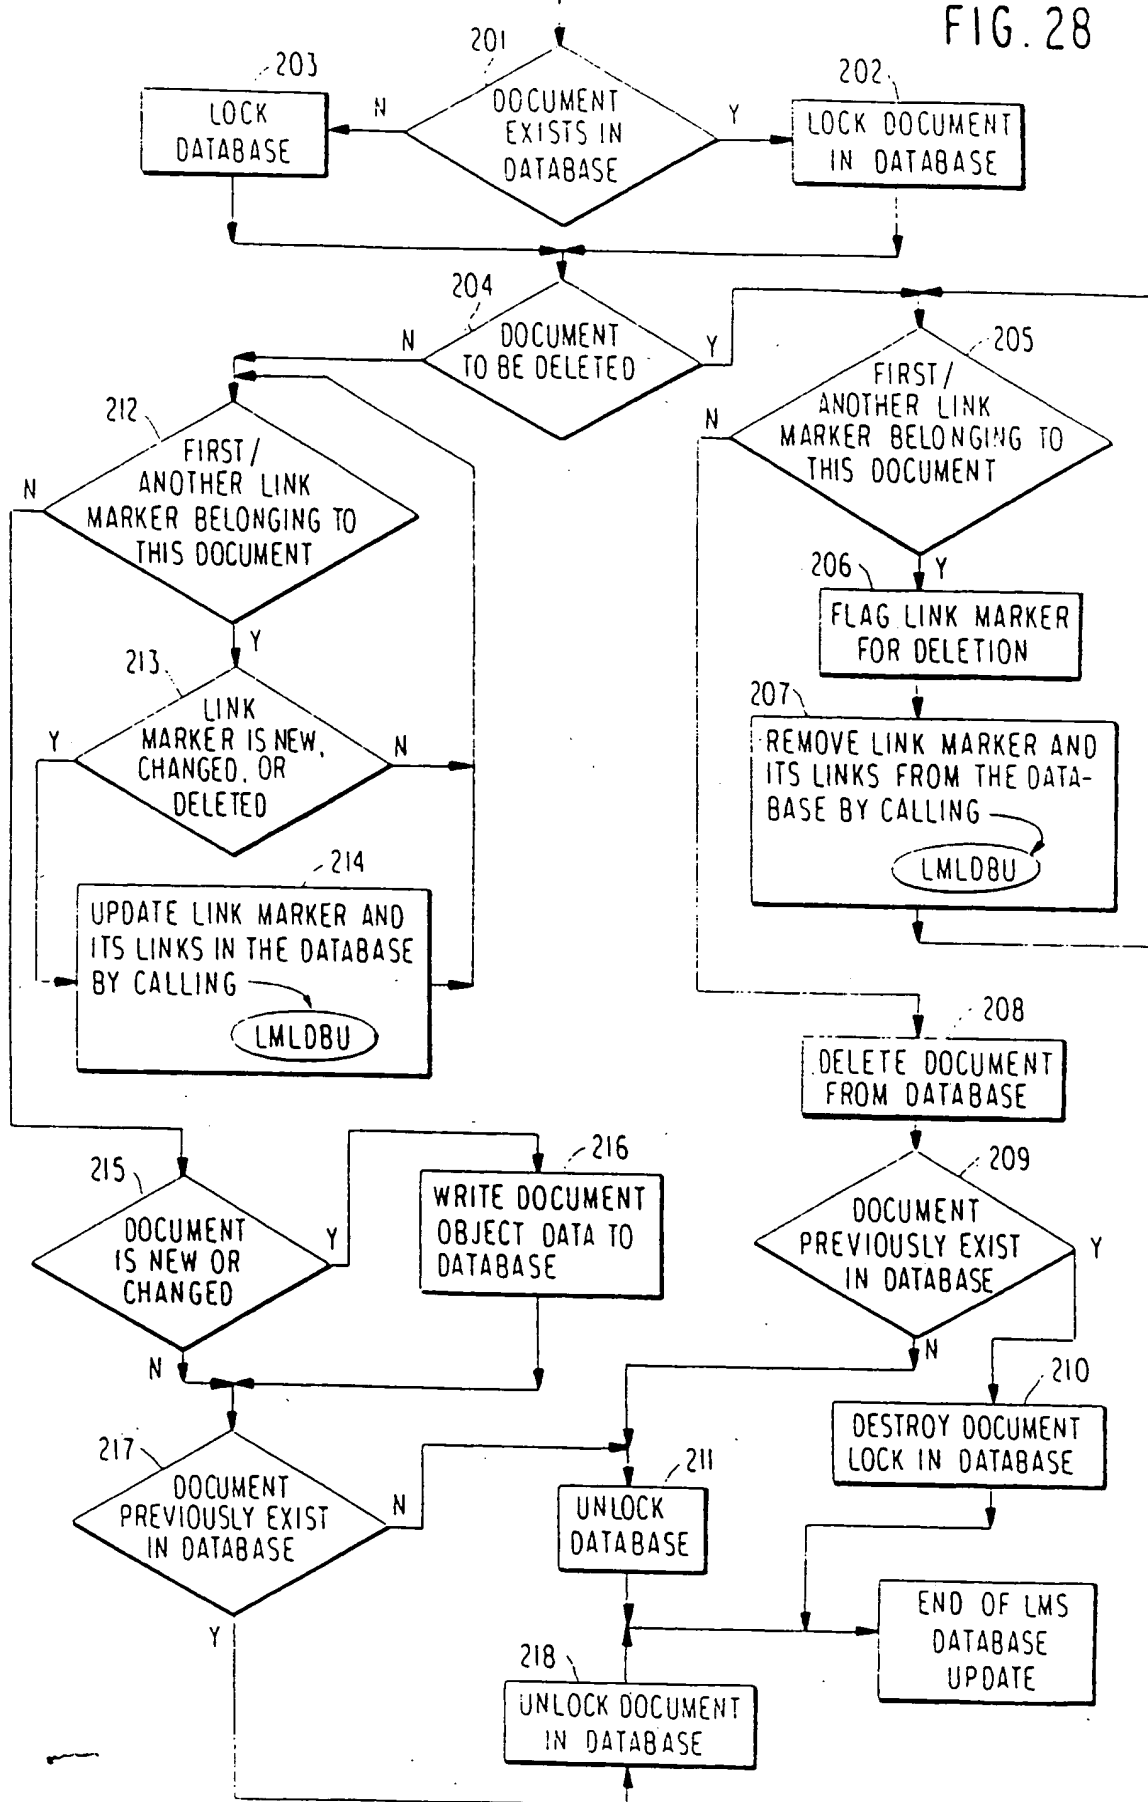 FIG. 28
201
203
202
N
Y
LOCK
DATABASE
DOCUMENT
EXISTS IN
DATABASE
LOCK DOCUMENT
IN DATABASE
204
N
Y
DOCUMENT
TO BE DELETED
205
N
FIRST/
ANOTHER LINK
MARKER BELONGING TO
THIS DOCUMENT
Y
212
N
FIRST/
ANOTHER LINK
MARKER BELONGING TO
THIS DOCUMENT
Y
206
FLAG LINK MARKER
FOR DELETION
213
Y
N
LINK
MARKER IS NEW,
CHANGED, OR
DELETED
207
REMOVE LINK MARKER AND
ITS LINKS FROM THE DATA-
BASE BY CALLING
LMLDBU
214
UPDATE LINK MARKER AND
ITS LINKS IN THE DATABASE
BY CALLING
LMLDBU
208
DELETE DOCUMENT
FROM DATABASE
215
DOCUMENT
IS NEW OR
CHANGED
Y
N
216
WRITE DOCUMENT
OBJECT DATA TO
DATABASE
209
DOCUMENT
PREVIOUSLY EXIST
IN DATABASE
Y
N
210
DESTROY DOCUMENT
LOCK IN DATABASE
217
DOCUMENT
PREVIOUSLY EXIST
IN DATABASE
N
Y
211
UNLOCK
DATABASE
END OF LMS
DATABASE
UPDATE
218
UNLOCK DOCUMENT
IN DATABASE